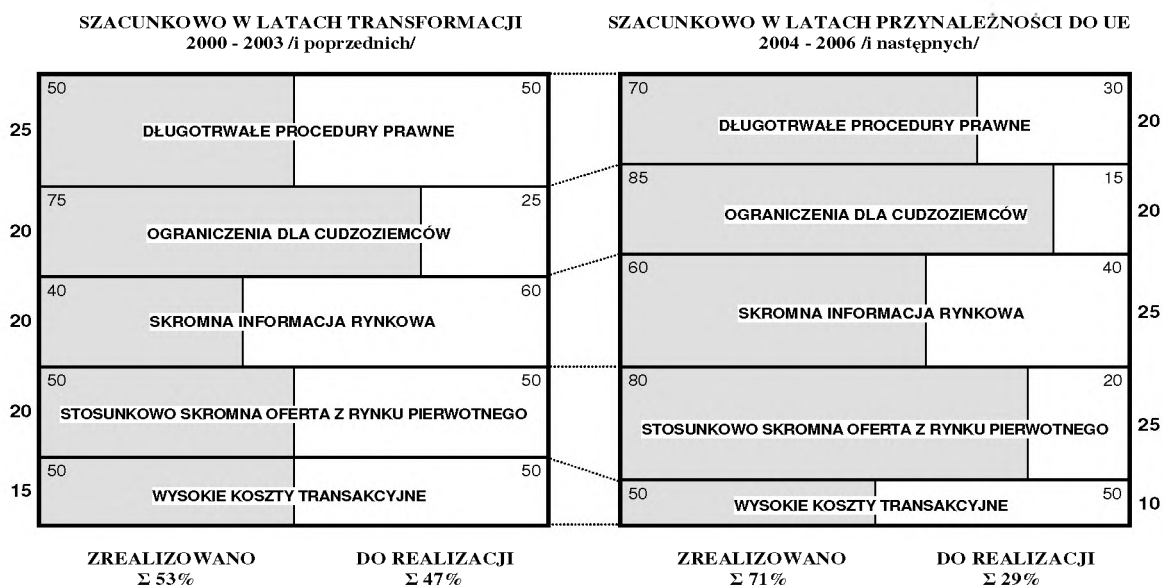 SZACUNKOWO W LATACH TRANSFORMACJI
2000 - 2003 /i poprzednich/
50 50
25
DŁUGOTRWAŁE PROCEDURY PRAWNE
75 25
20
OGRANICZENIA DLA CUDZOZIEMCÓW
40 60
20
SKROMNA INFORMACJA RYNKOWA
50 50
20
STOSUNKOWO SKROMNA OFERTA Z RYNKU PIERWOTNEGO
50 50
15
WYSOKIE KOSZTY TRANSAKCYJNE
ZREALIZOWANO DO REALIZACJI
Σ 53% Σ 47%
SZACUNKOWO W LATACH PRZYNALEŻNOŚCI DO UE
2004 - 2006 /i następnych/
70 30
DŁUGOTRWAŁE PROCEDURY PRAWNE
20
85 15
OGRANICZENIA DLA CUDZOZIEMCÓW
20
60 40
SKROMNA INFORMACJA RYNKOWA
25
80 20
STOSUNKOWO SKROMNA OFERTA Z RYNKU PIERWOTNEGO
25
50 50
WYSOKIE KOSZTY TRANSAKCYJNE
10
ZREALIZOWANO DO REALIZACJI
Σ 71% Σ 29%